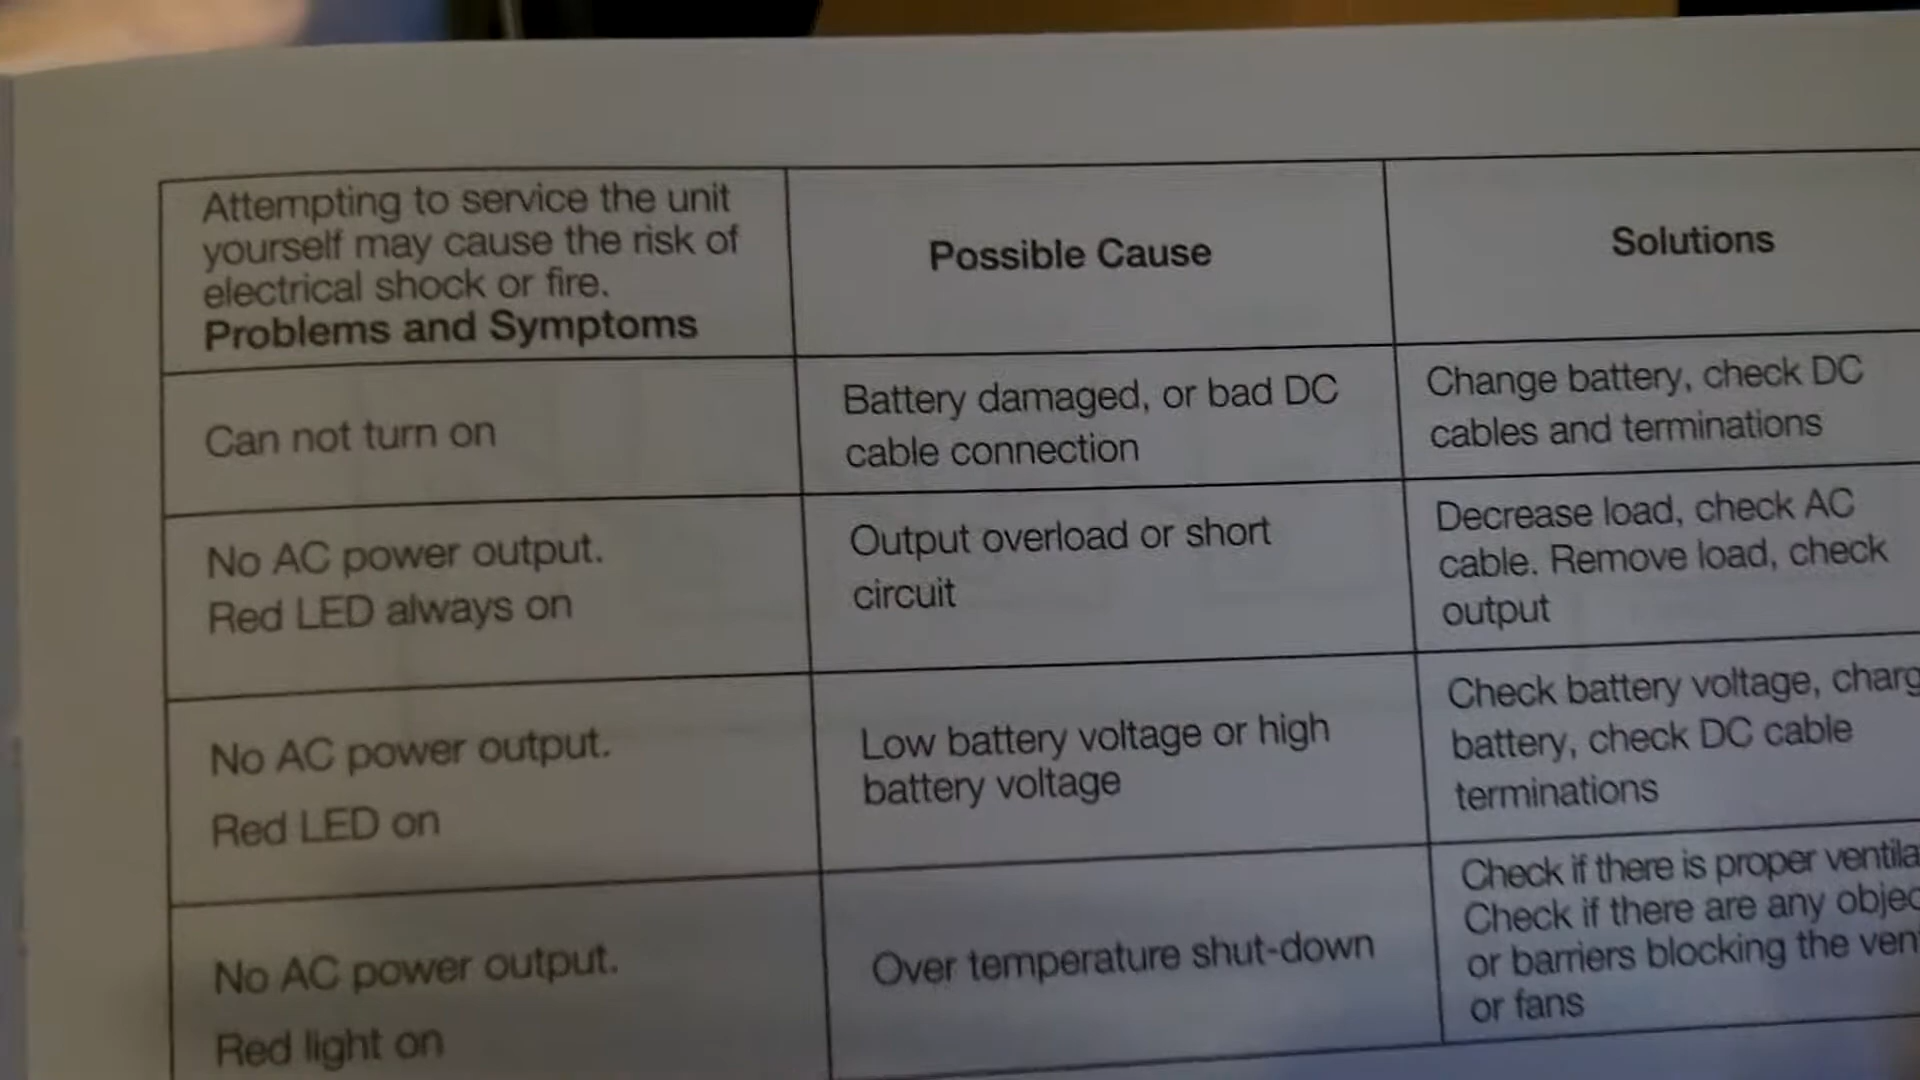 Attempting to service the unit
yourself may cause the risk of
electrical shock or fire.
Problems and Symptoms
Possible Cause
Solutions
Can not turn on
Battery damaged, or bad DC
cable connection
Change battery, check DC
cables and terminations
No AC power output.
Red LED always on
Output overload or short
circuit
Decrease load, check AC
cable. Remove load, check
output
No AC power output.
Red LED on
Low battery voltage or high
battery voltage
Check battery voltage,
battery, check DC cable
terminations
No AC power output.
Red light on
Over temperature shut-down
Check if there is proper
Check if there are any
or barriers blocking the
or fans